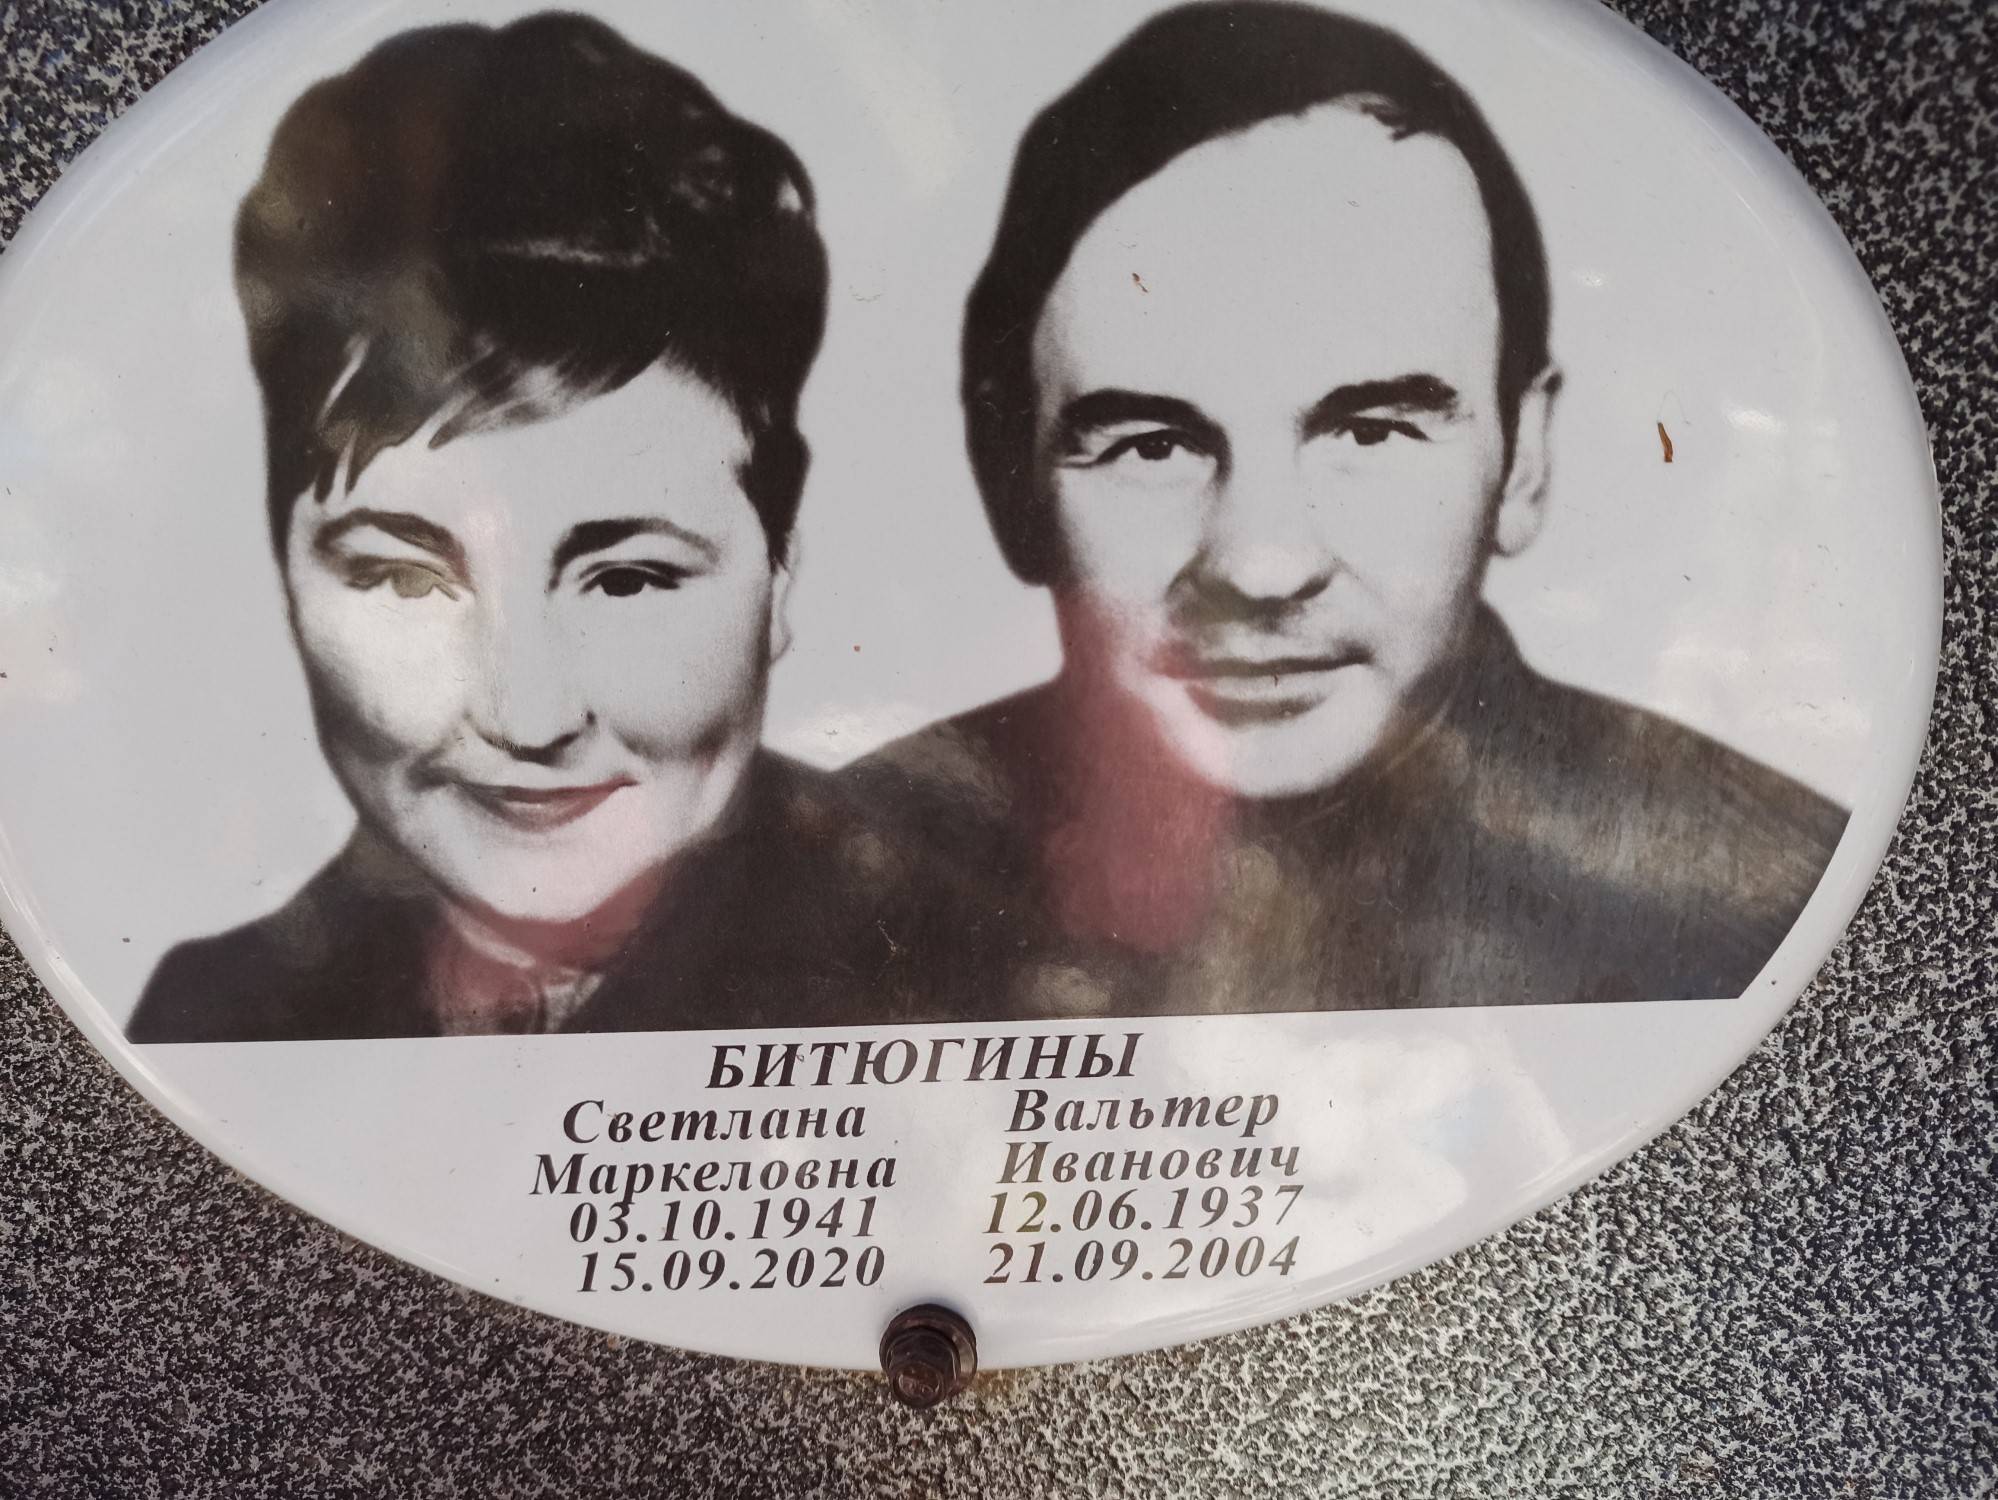 БИТЮГИНЫ
Светлана
Маркеловна
03.10.1941
15.09.2020
Вальтер
Иванович
12.06.1937
21.09.2004